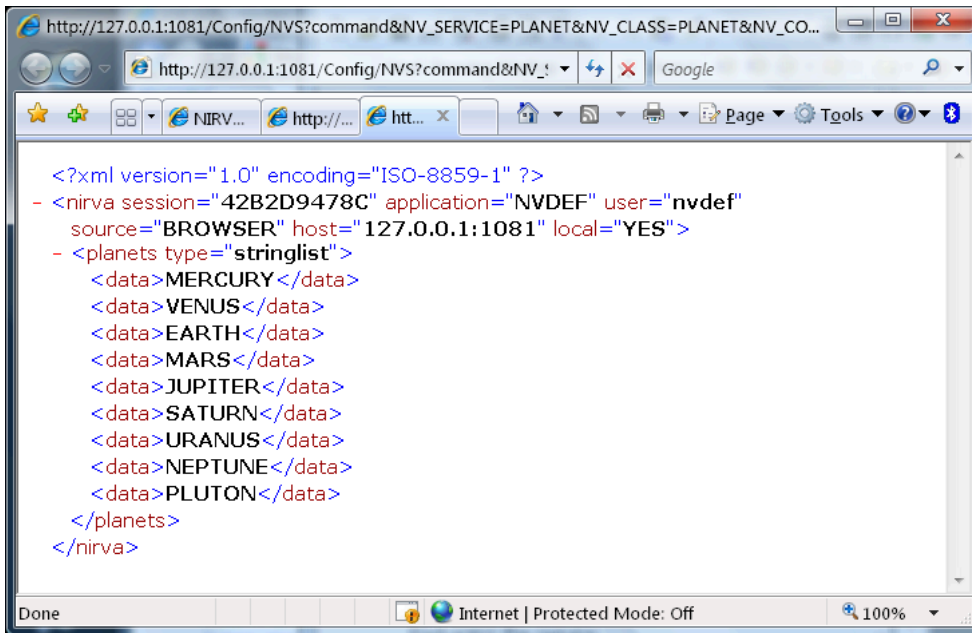 http://127.0.0.1:1081/Config/NVS?command&NV_SERVICE=PLANET&NV_CLASS=PLANET&NV_CO...
http://127.0.0.1:1081/Config/NVS?command&NV_ Google
NIRV... http://... htt... Page Tools
<?xml version="1.0" encoding="ISO-8859-1" ?>
- <nirva session="42B2D9478C" application="NVDEF" user="nvdef"
source="BROWSER" host="127.0.0.1:1081" local="YES">
- <planets type="stringlist">
<data>MERCURY</data>
<data>VENUS</data>
<data>EARTH</data>
<data>MARS</data>
<data>JUPITER</data>
<data>SATURN</data>
<data>URANUS</data>
<data>NEPTUNE</data>
<data>PLUTON</data>
</planets>
</nirva>
Done Internet | Protected Mode: Off 100%